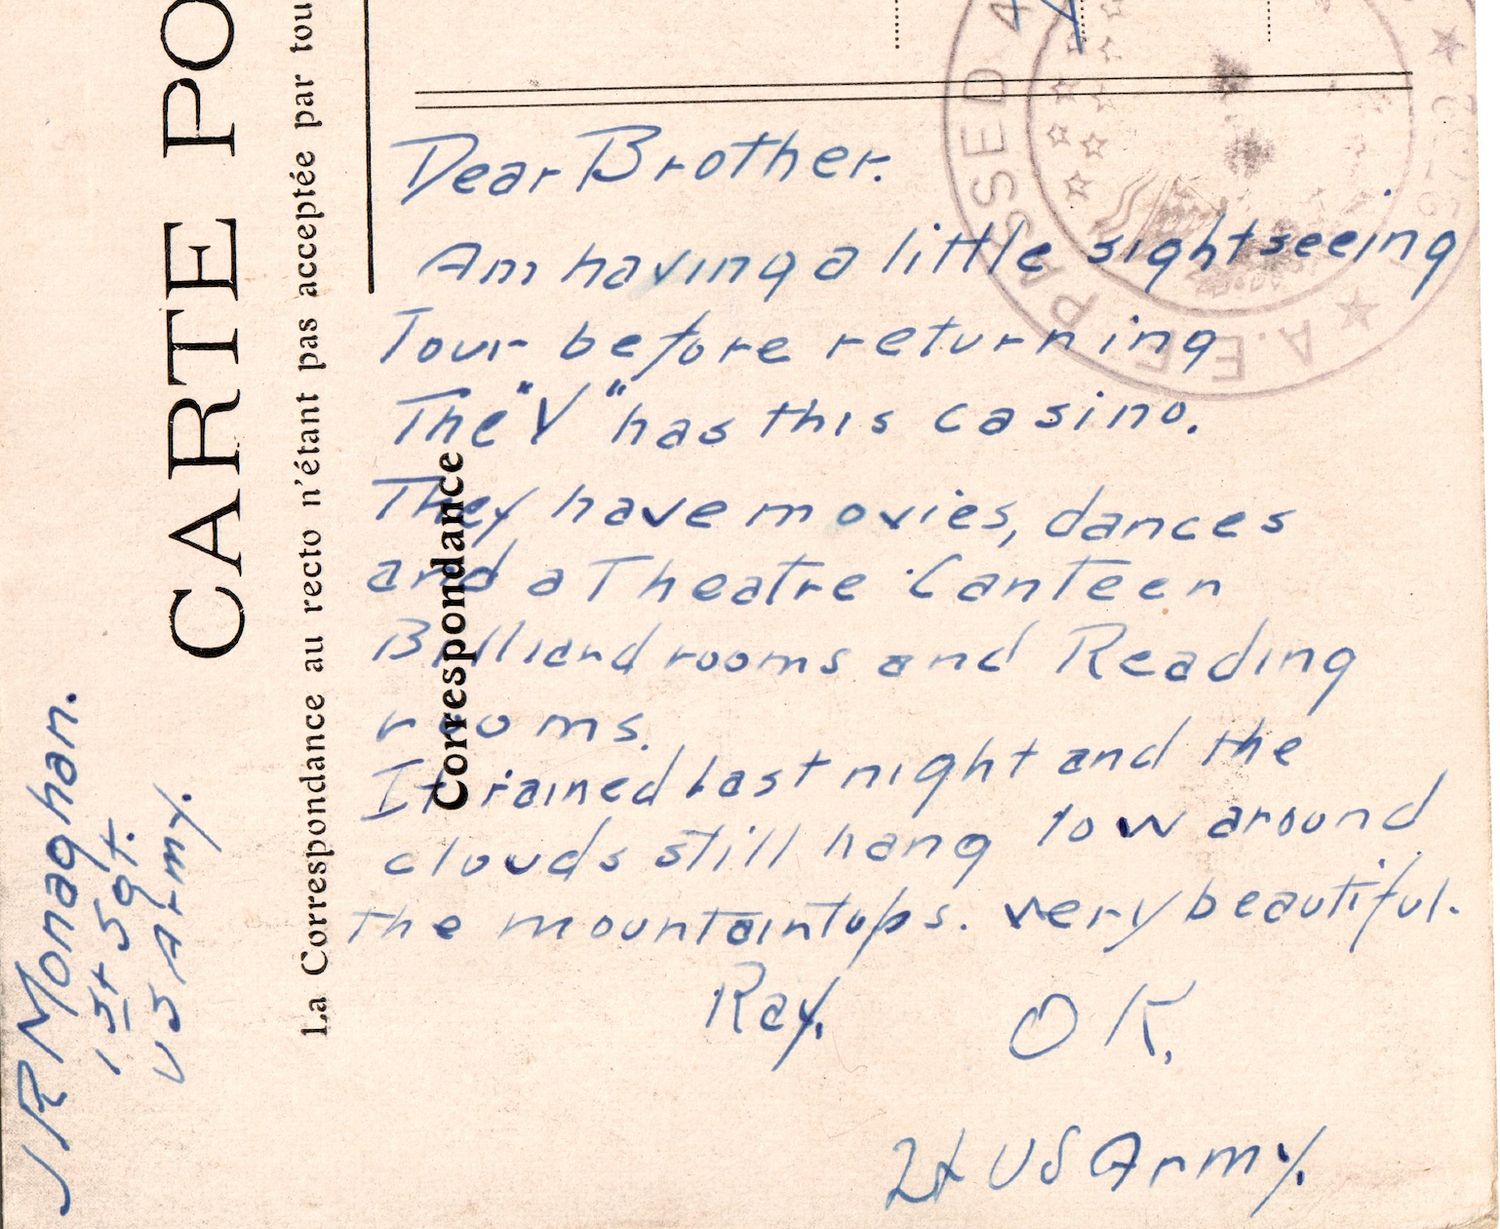 CARTE PO
La Correspondance au recto n'étant pas acceptée par tou
Correspondance
A.E.F. PASSED A
Dear Brother.
Am having a little sightseeing
Tour before returning
The "Y" has this casino.
They have movies, dances
and a Theatre Canteen
Billiard rooms and Reading
rooms.
It rained last night and the
clouds still hang low around
the mountaintops. very beautiful.
Ray.
OK.
US Army.
J R Monaghan.
1st Sgt.
US Army.